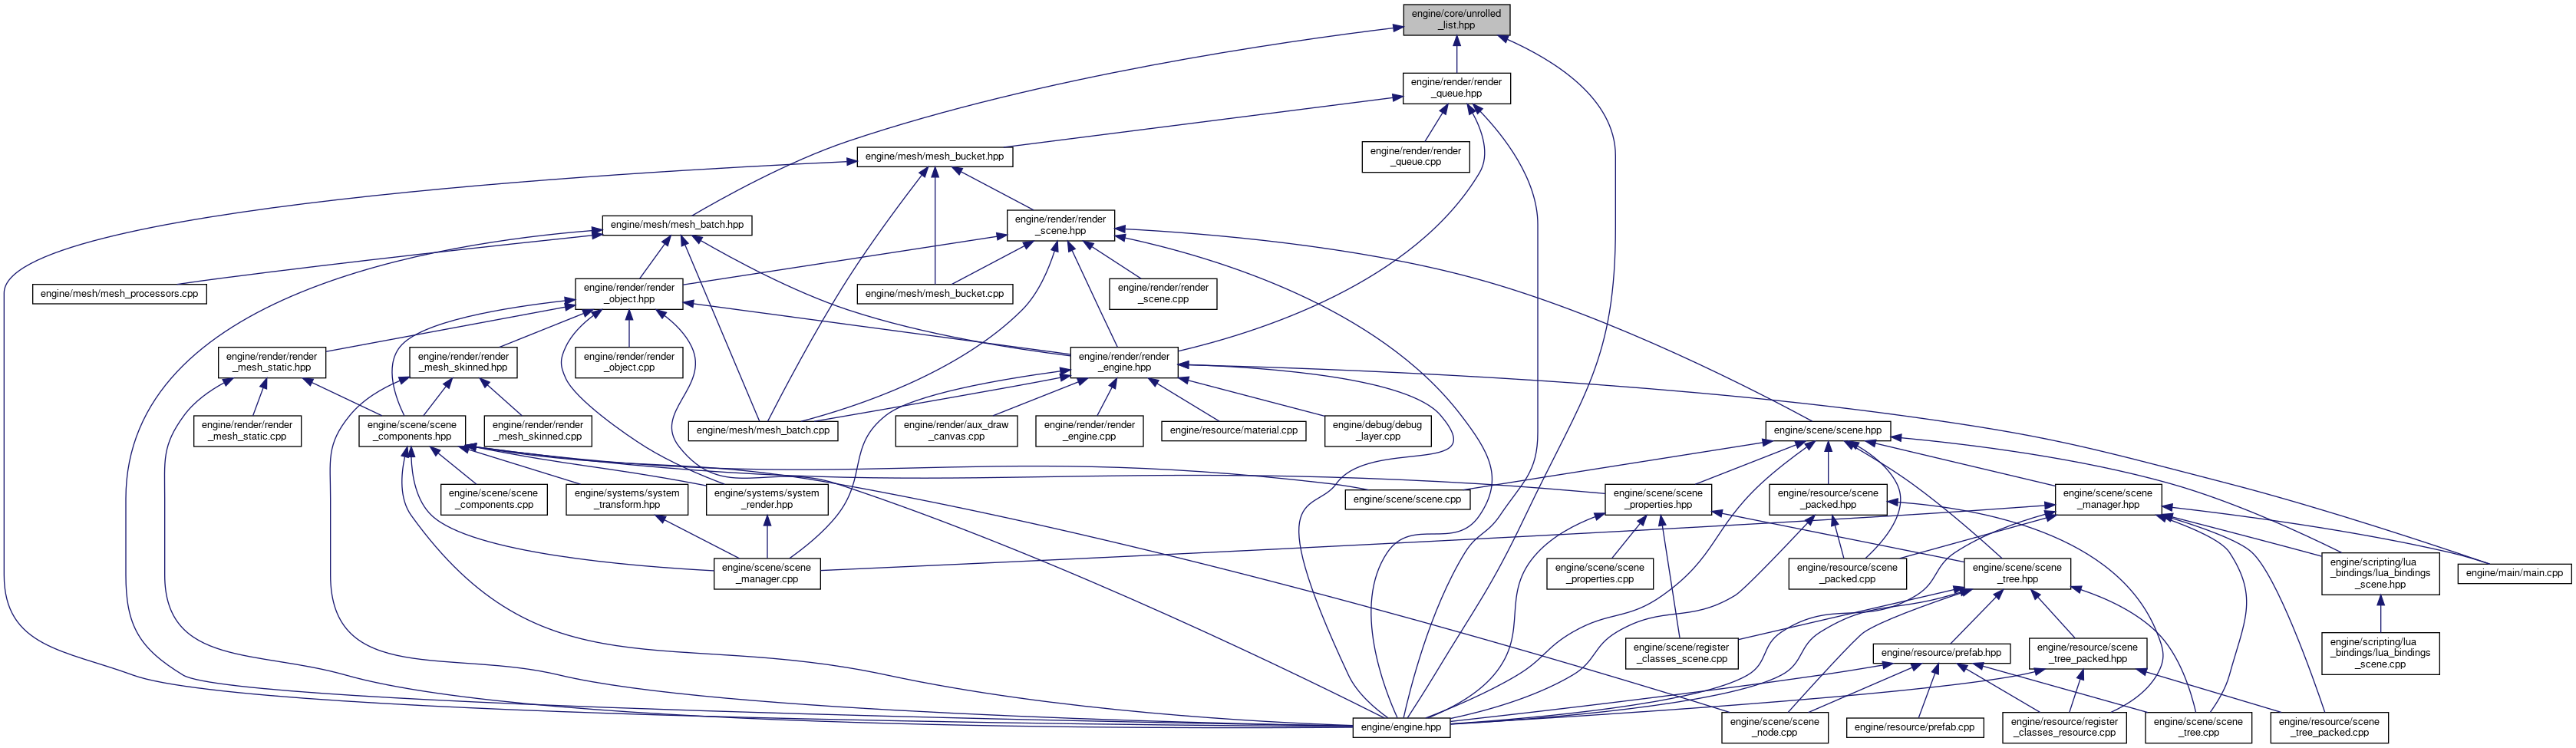 engine/core/unrolled
_list.hpp
engine/render/render
_queue.hpp
engine/mesh/mesh_bucket.hpp
engine/render/render
_queue.cpp
engine/mesh/mesh_batch.hpp
engine/render/render
_scene.hpp
engine/mesh/mesh_processors.cpp
engine/render/render
_object.hpp
engine/mesh/mesh_bucket.cpp
engine/render/render
_scene.cpp
engine/render/render
_mesh_static.hpp
engine/render/render
_mesh_skinned.hpp
engine/render/render
_object.cpp
engine/render/render
_engine.hpp
engine/render/render
_mesh_static.cpp
engine/scene/scene
_components.hpp
engine/render/render
_mesh_skinned.cpp
engine/mesh/mesh_batch.cpp
engine/render/aux_draw
_canvas.cpp
engine/render/render
_engine.cpp
engine/resource/material.cpp
engine/debug/debug
_layer.cpp
engine/scene/scene.hpp
engine/scene/scene
_components.cpp
engine/systems/system
_transform.hpp
engine/systems/system
_render.hpp
engine/scene/scene.cpp
engine/scene/scene
_properties.hpp
engine/resource/scene
_packed.hpp
engine/scene/scene
_manager.hpp
engine/scene/scene
_manager.cpp
engine/scene/scene
_properties.cpp
engine/resource/scene
_packed.cpp
engine/scene/scene
_tree.hpp
engine/scripting/lua
_bindings/lua_bindings
_scene.hpp
engine/main/main.cpp
engine/scene/register
_classes_scene.cpp
engine/resource/prefab.hpp
engine/resource/scene
_tree_packed.hpp
engine/scripting/lua
_bindings/lua_bindings
_scene.cpp
engine/engine.hpp
engine/scene/scene
_node.cpp
engine/resource/prefab.cpp
engine/resource/register
_classes_resource.cpp
engine/scene/scene
_tree.cpp
engine/resource/scene
_tree_packed.cpp